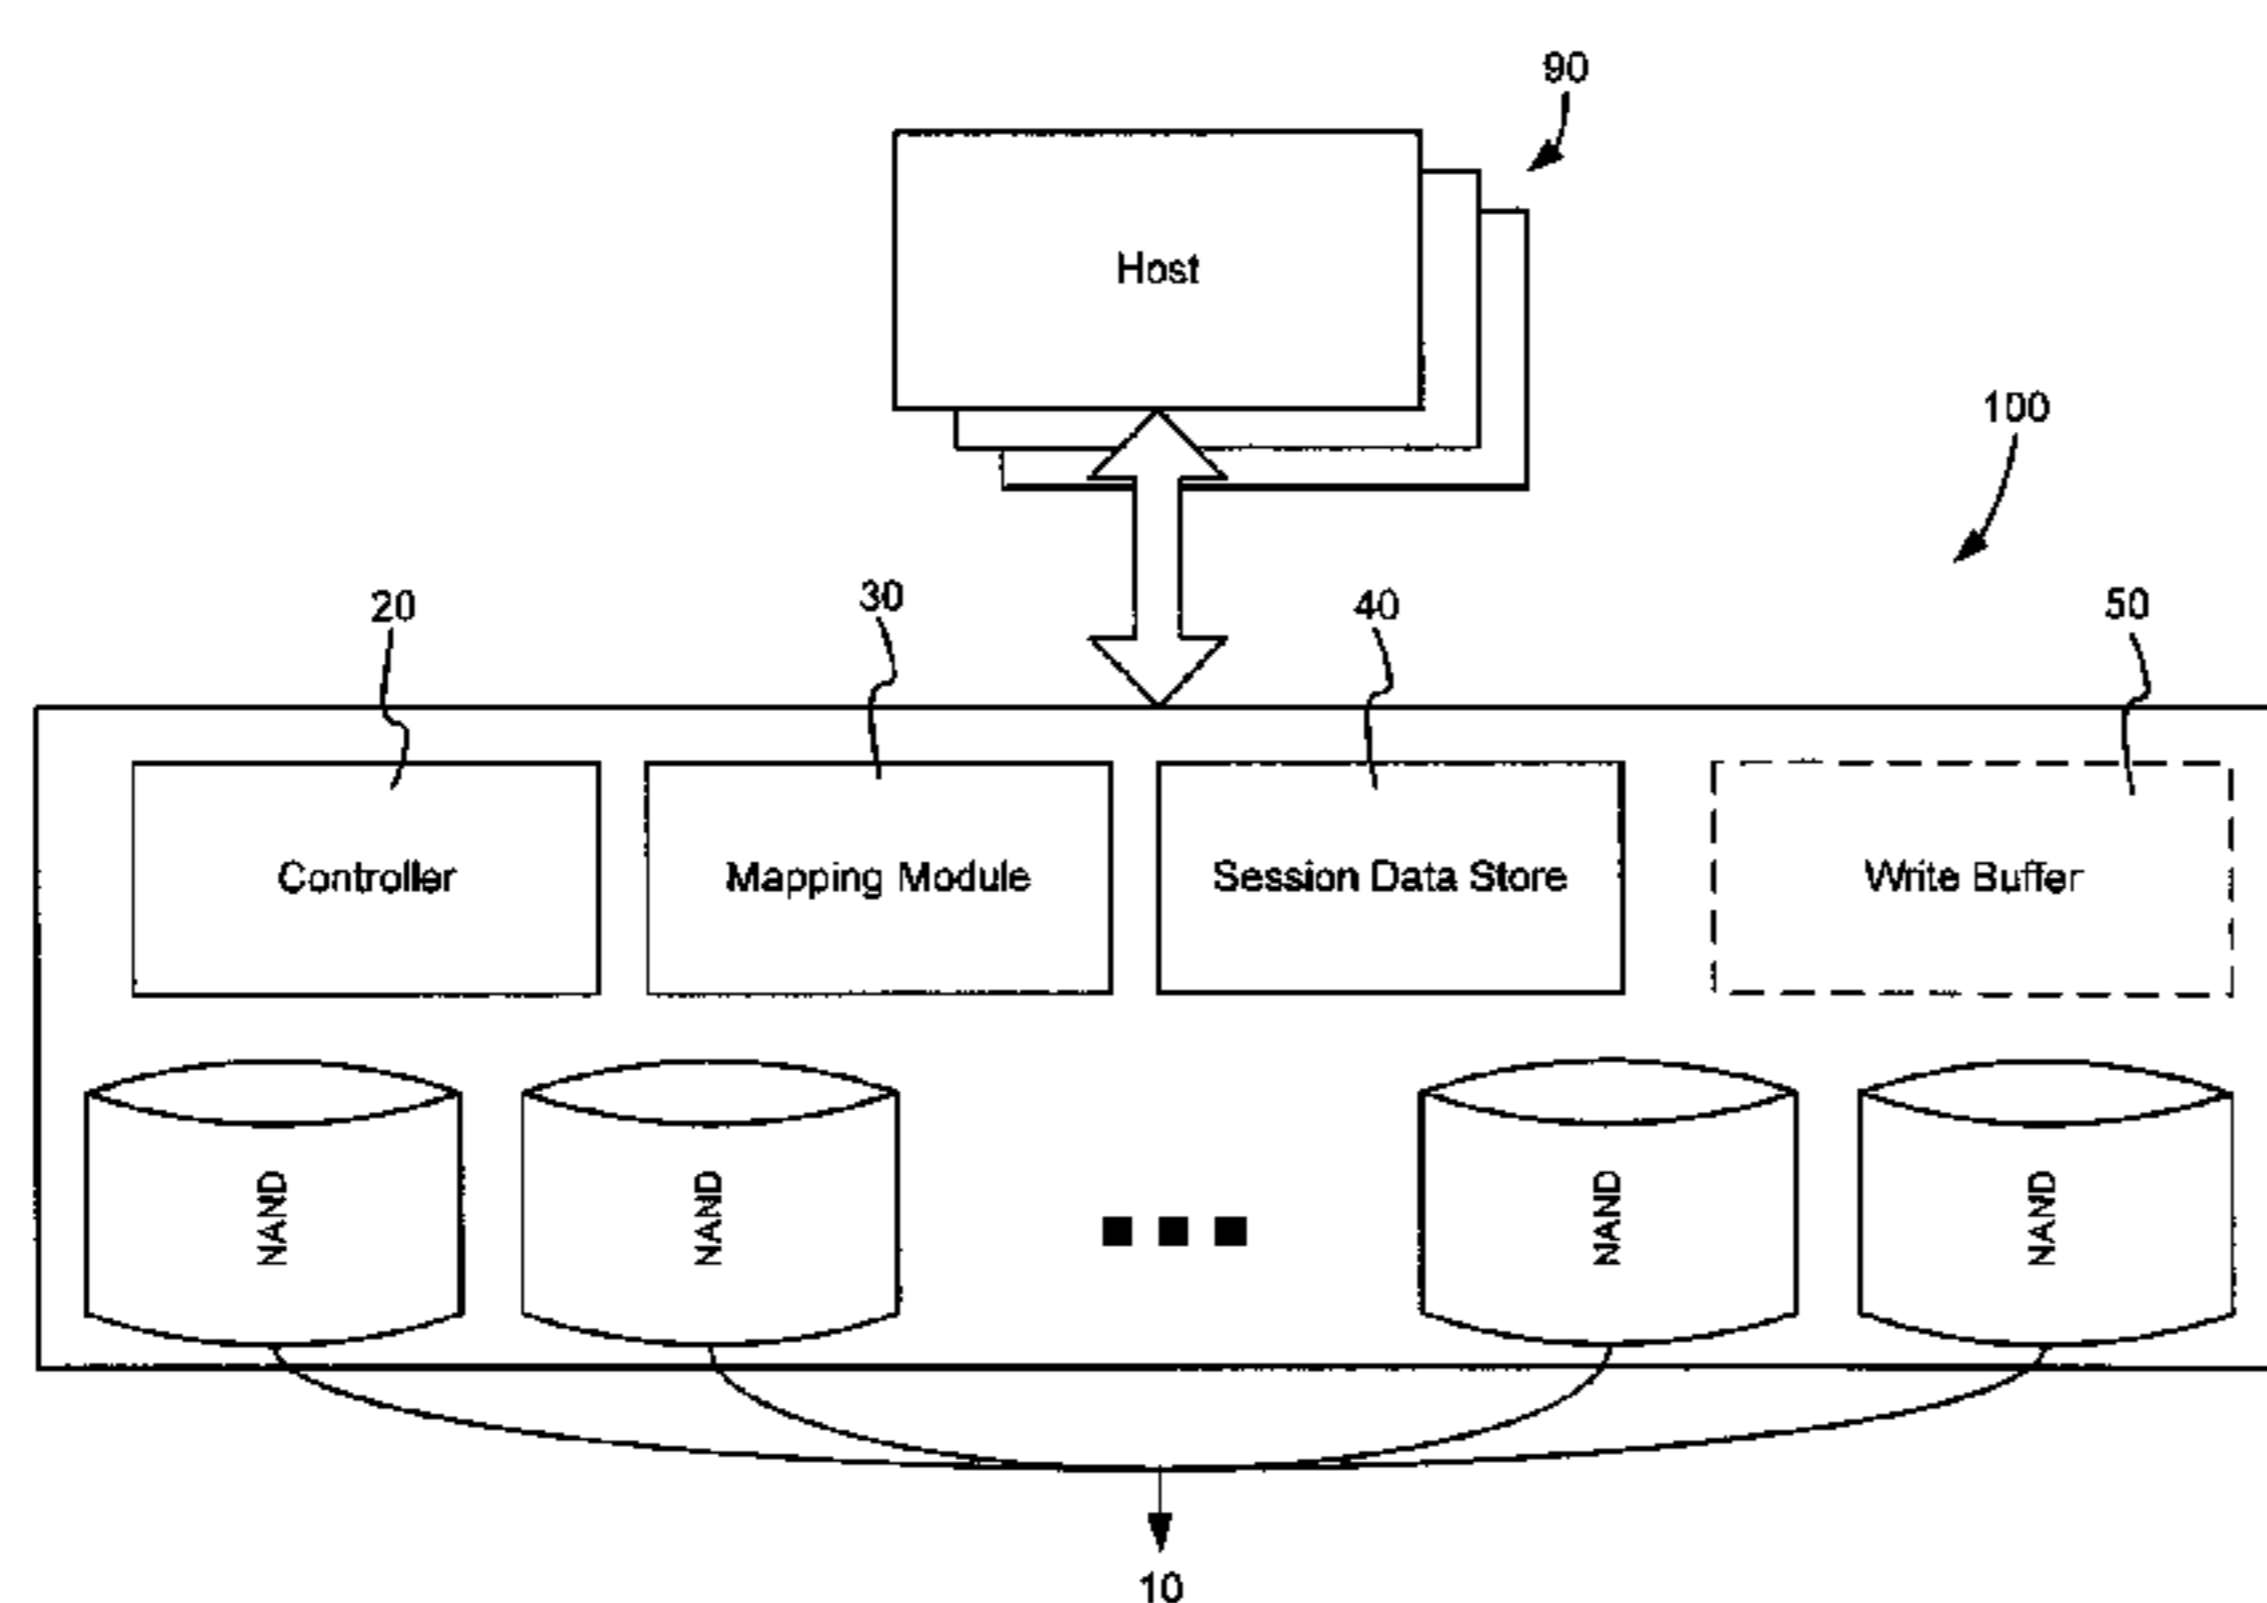 90
Host
100
20
30
40
50
Controller
Mapping Module
Session Data Store
Write Buffer
NAND
NAND
NAND
NAND
10